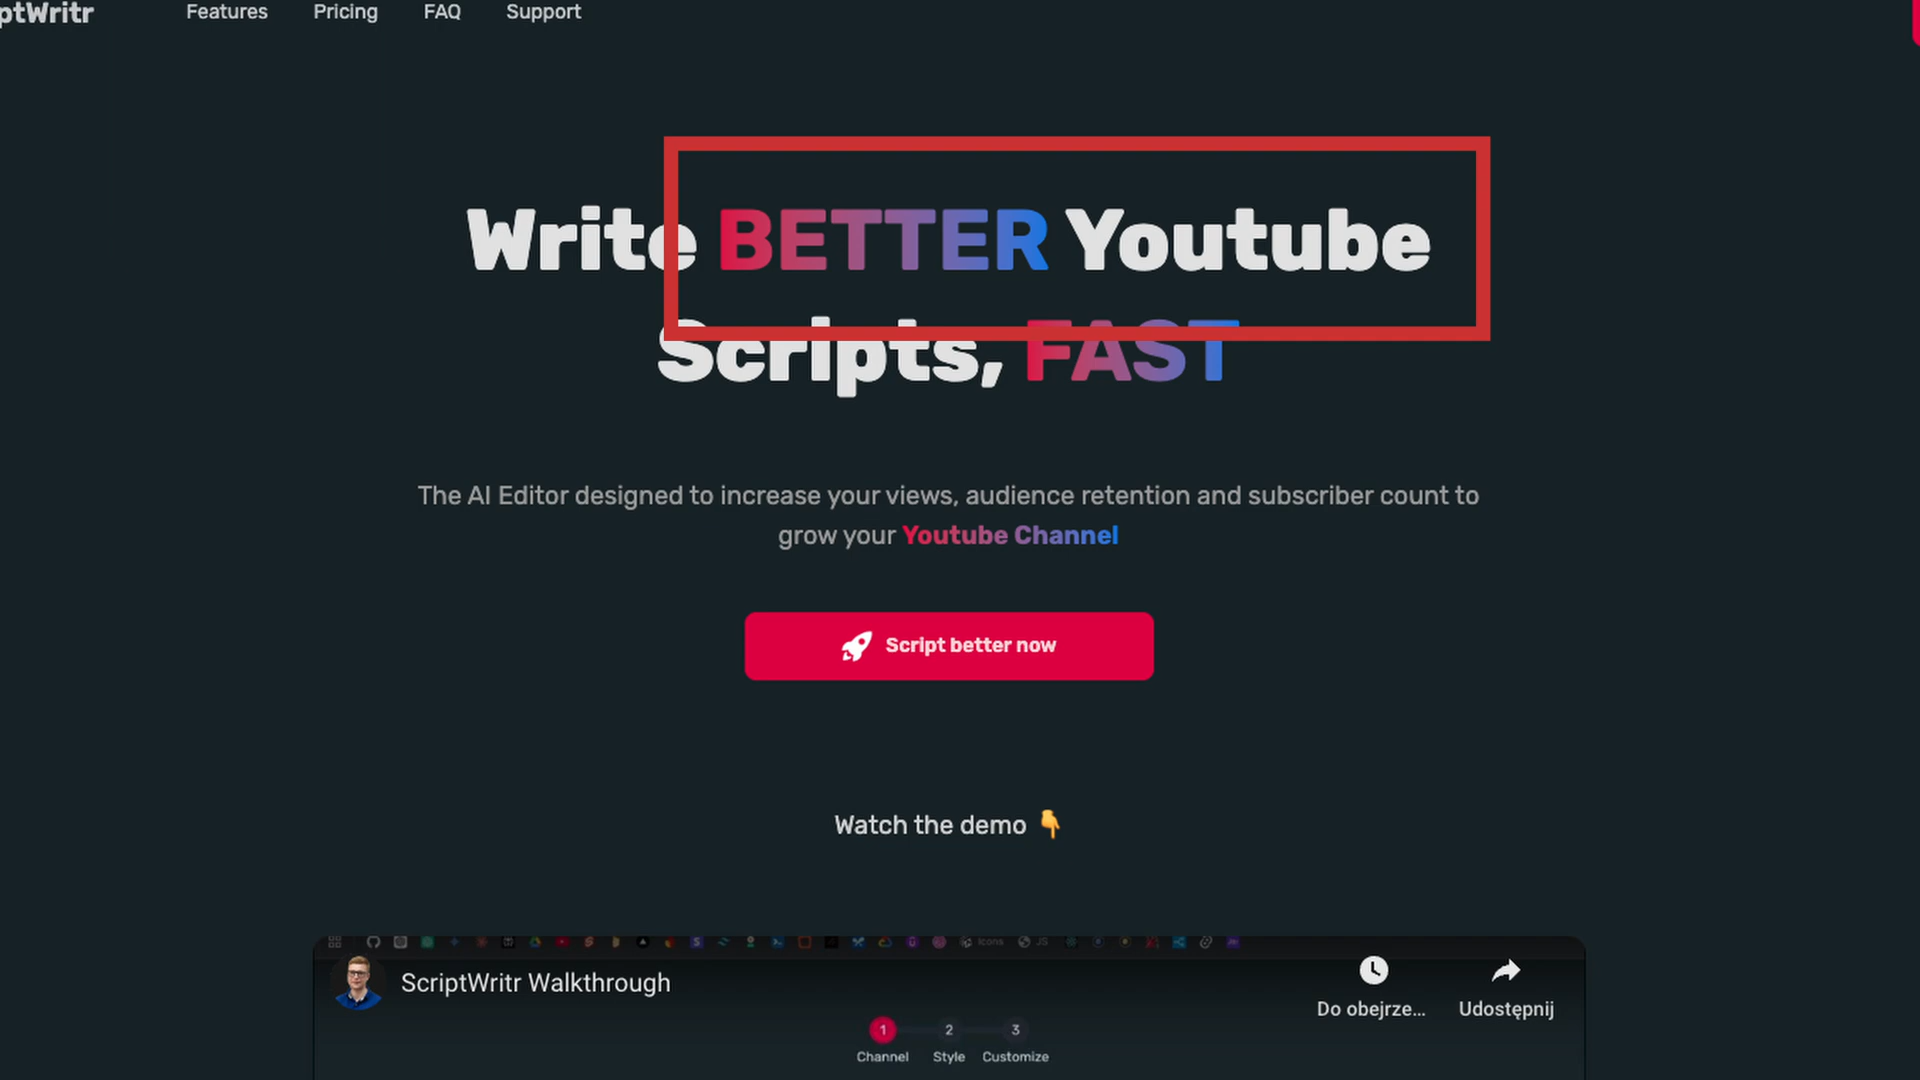 ptWritr Features Pricing FAQ Support
Write BETTER Youtube
Scripts, FAST
The AI Editor designed to increase your views, audience retention and subscriber count to
grow your Youtube Channel
Script better now
Watch the demo 👇
Icons JS
ScriptWritr Walkthrough
Do obejrze... Udostępnij
1 2 3
Channel Style Customize